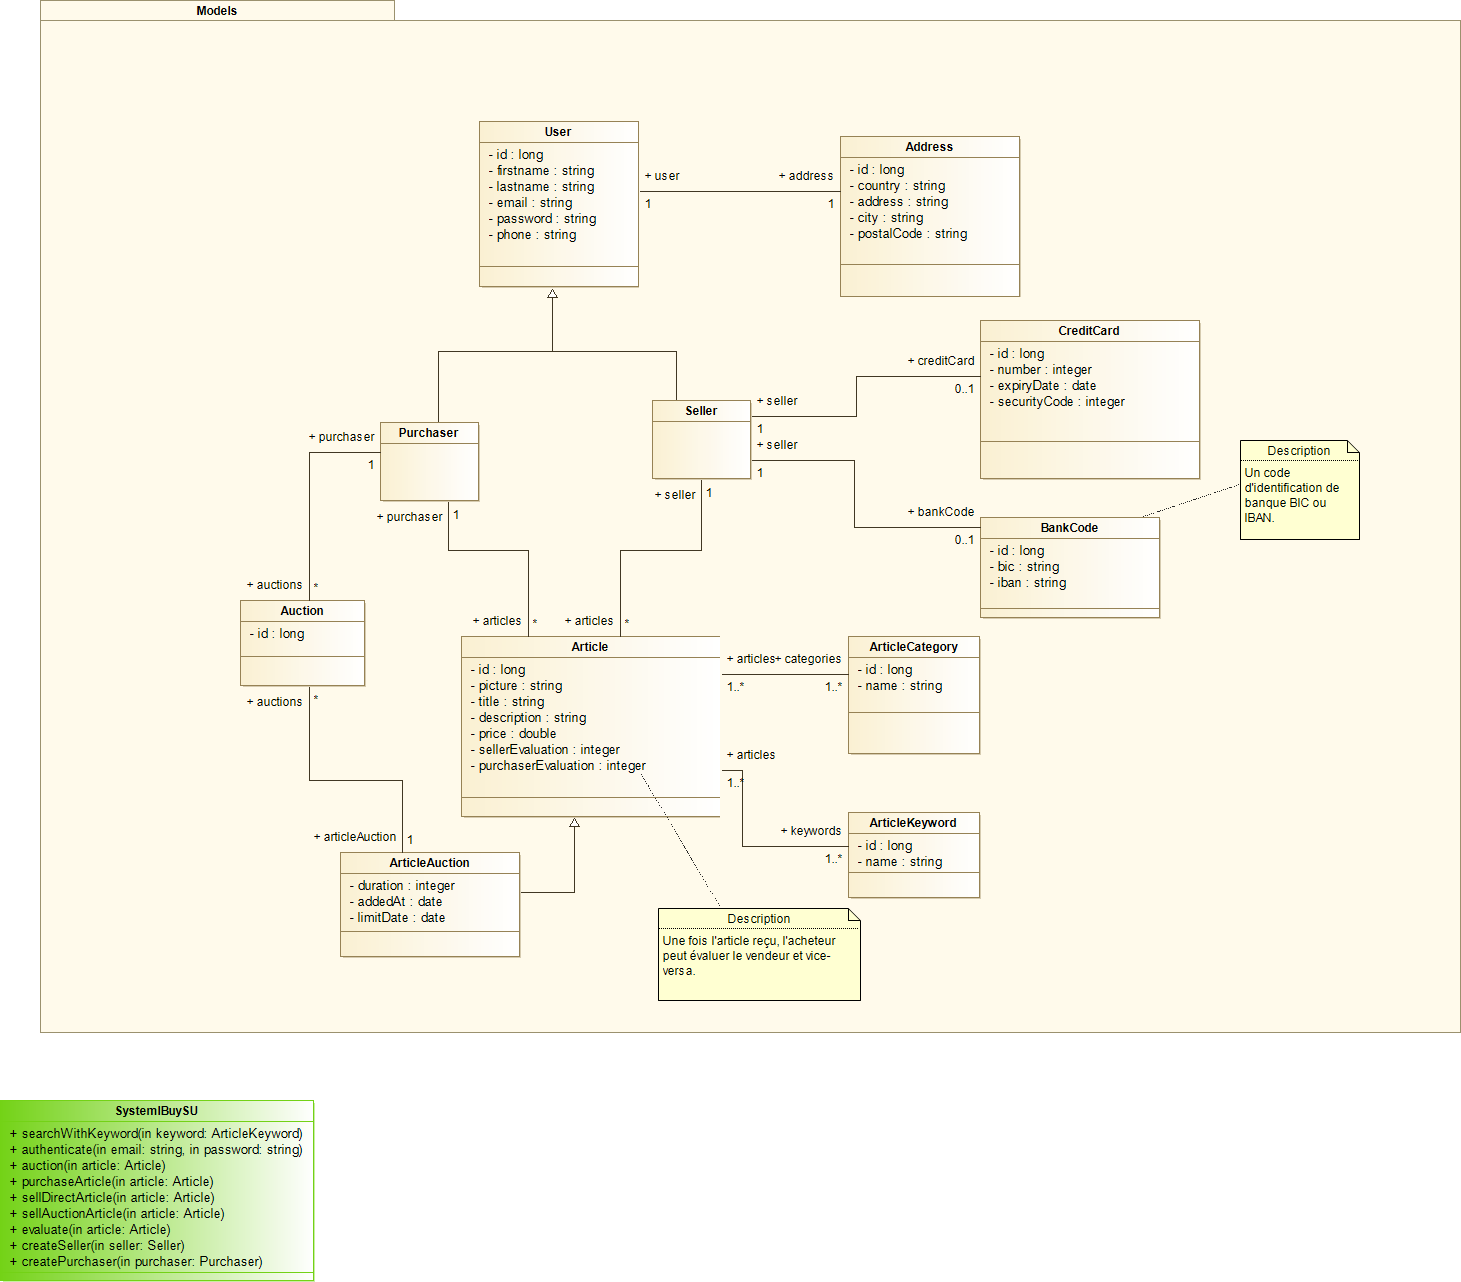 Models
User
- id : long
- firstname : string
- lastname : string
- email : string
- password : string
- phone : string
+ user
1
+ address
1
Address
- id : long
- country : string
- address : string
- city : string
- postalCode : string
CreditCard
- id : long
- number : integer
- expiryDate : date
- securityCode : integer
+ creditCard
0..1
+ seller
1
Seller
+ seller
1
+ seller
1
+ bankCode
0..1
BankCode
- id : long
- bic : string
- iban : string
Description
Un code
d'identification de
banque BIC ou
IBAN.
Purchaser
+ purchaser
1
+ purchaser
1
+ auctions
*
Auction
- id : long
+ auctions
*
+ articles
*
+ articles
*
Article
- id : long
- picture : string
- title : string
- description : string
- price : double
- sellerEvaluation : integer
- purchaserEvaluation : integer
+ articles+ categories
1..*
1..*
ArticleCategory
- id : long
- name : string
+ articles
1..*
+ keywords
1..*
ArticleKeyword
- id : long
- name : string
+ articleAuction
1
ArticleAuction
- duration : integer
- addedAt : date
- limitDate : date
Description
Une fois l'article reçu, l'acheteur
peut évaluer le vendeur et vice-
versa.
SystemIBuySU
+ searchWithKeyword(in keyword: ArticleKeyword)
+ authenticate(in email: string, in password: string)
+ auction(in article: Article)
+ purchaseArticle(in article: Article)
+ sellDirectArticle(in article: Article)
+ sellAuctionArticle(in article: Article)
+ evaluate(in article: Article)
+ createSeller(in seller: Seller)
+ createPurchaser(in purchaser: Purchaser)